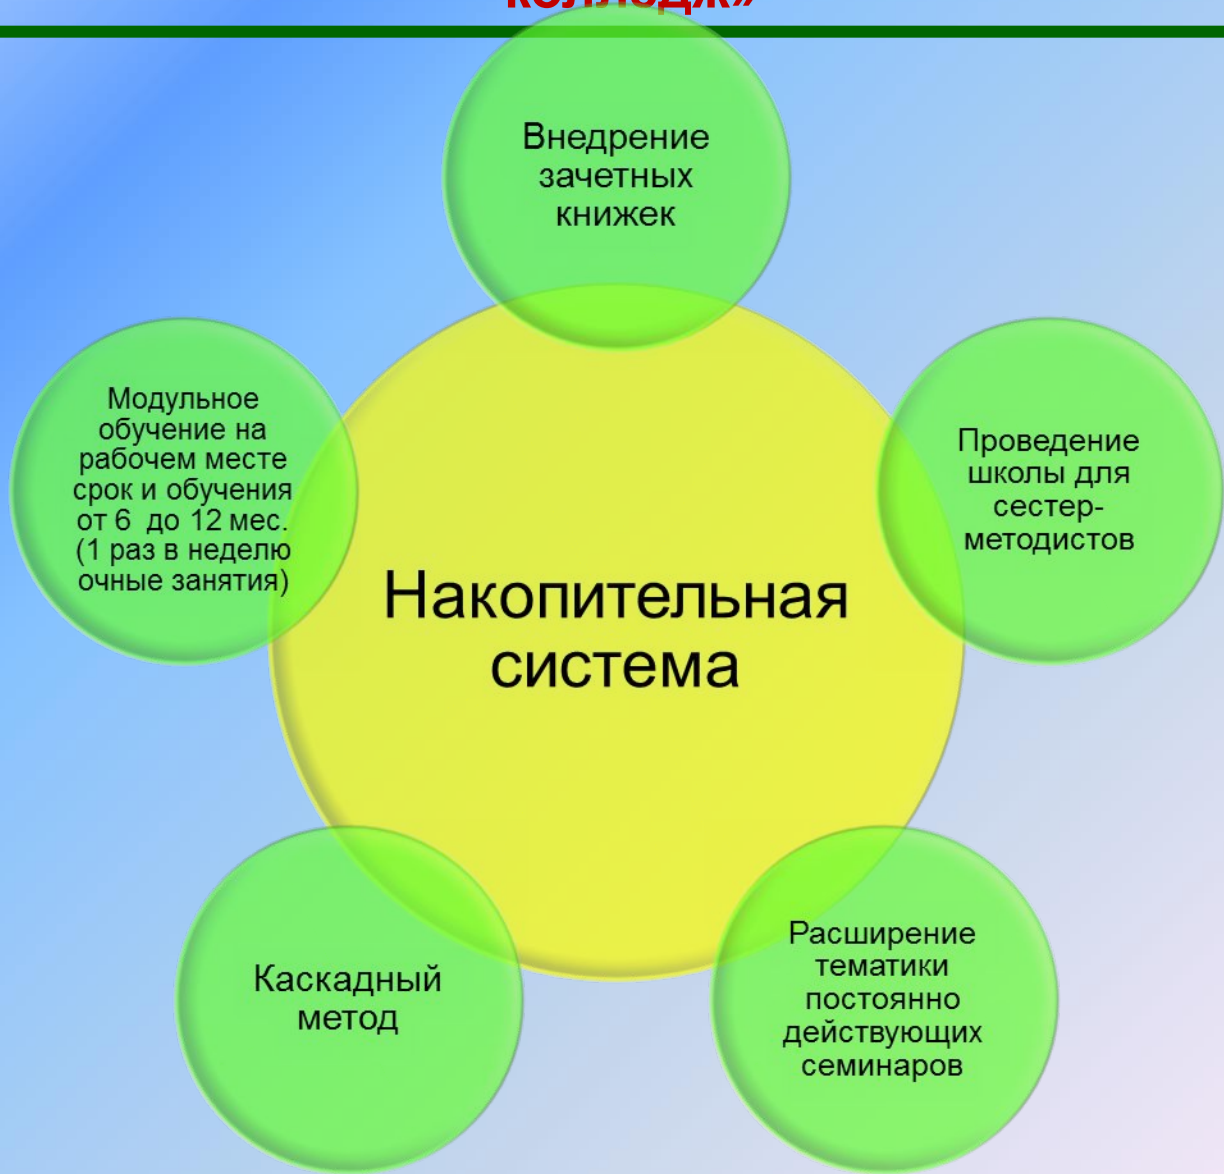 колледж»
Внедрение
зачетных
книжек
Модульное
обучение на
рабочем месте
срок и обучения
от 6 до 12 мес.
(1 раз в неделю
очные занятия)
Проведение
школы для
сестер-
методистов
Накопительная
система
Каскадный
метод
Расширение
тематики
постоянно
действующих
семинаров